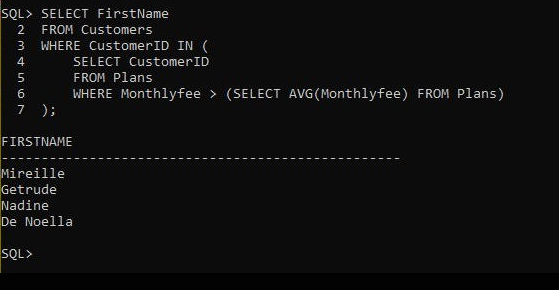 SQL> SELECT FirstName
  2  FROM Customers
  3  WHERE CustomerID IN (
  4      SELECT CustomerID
  5      FROM Plans
  6      WHERE Monthlyfee > (SELECT AVG(Monthlyfee) FROM Plans)
  7  );
FIRSTNAME
--------------------------------------------------
Mireille
Getrude
Nadine
De Noella
SQL>